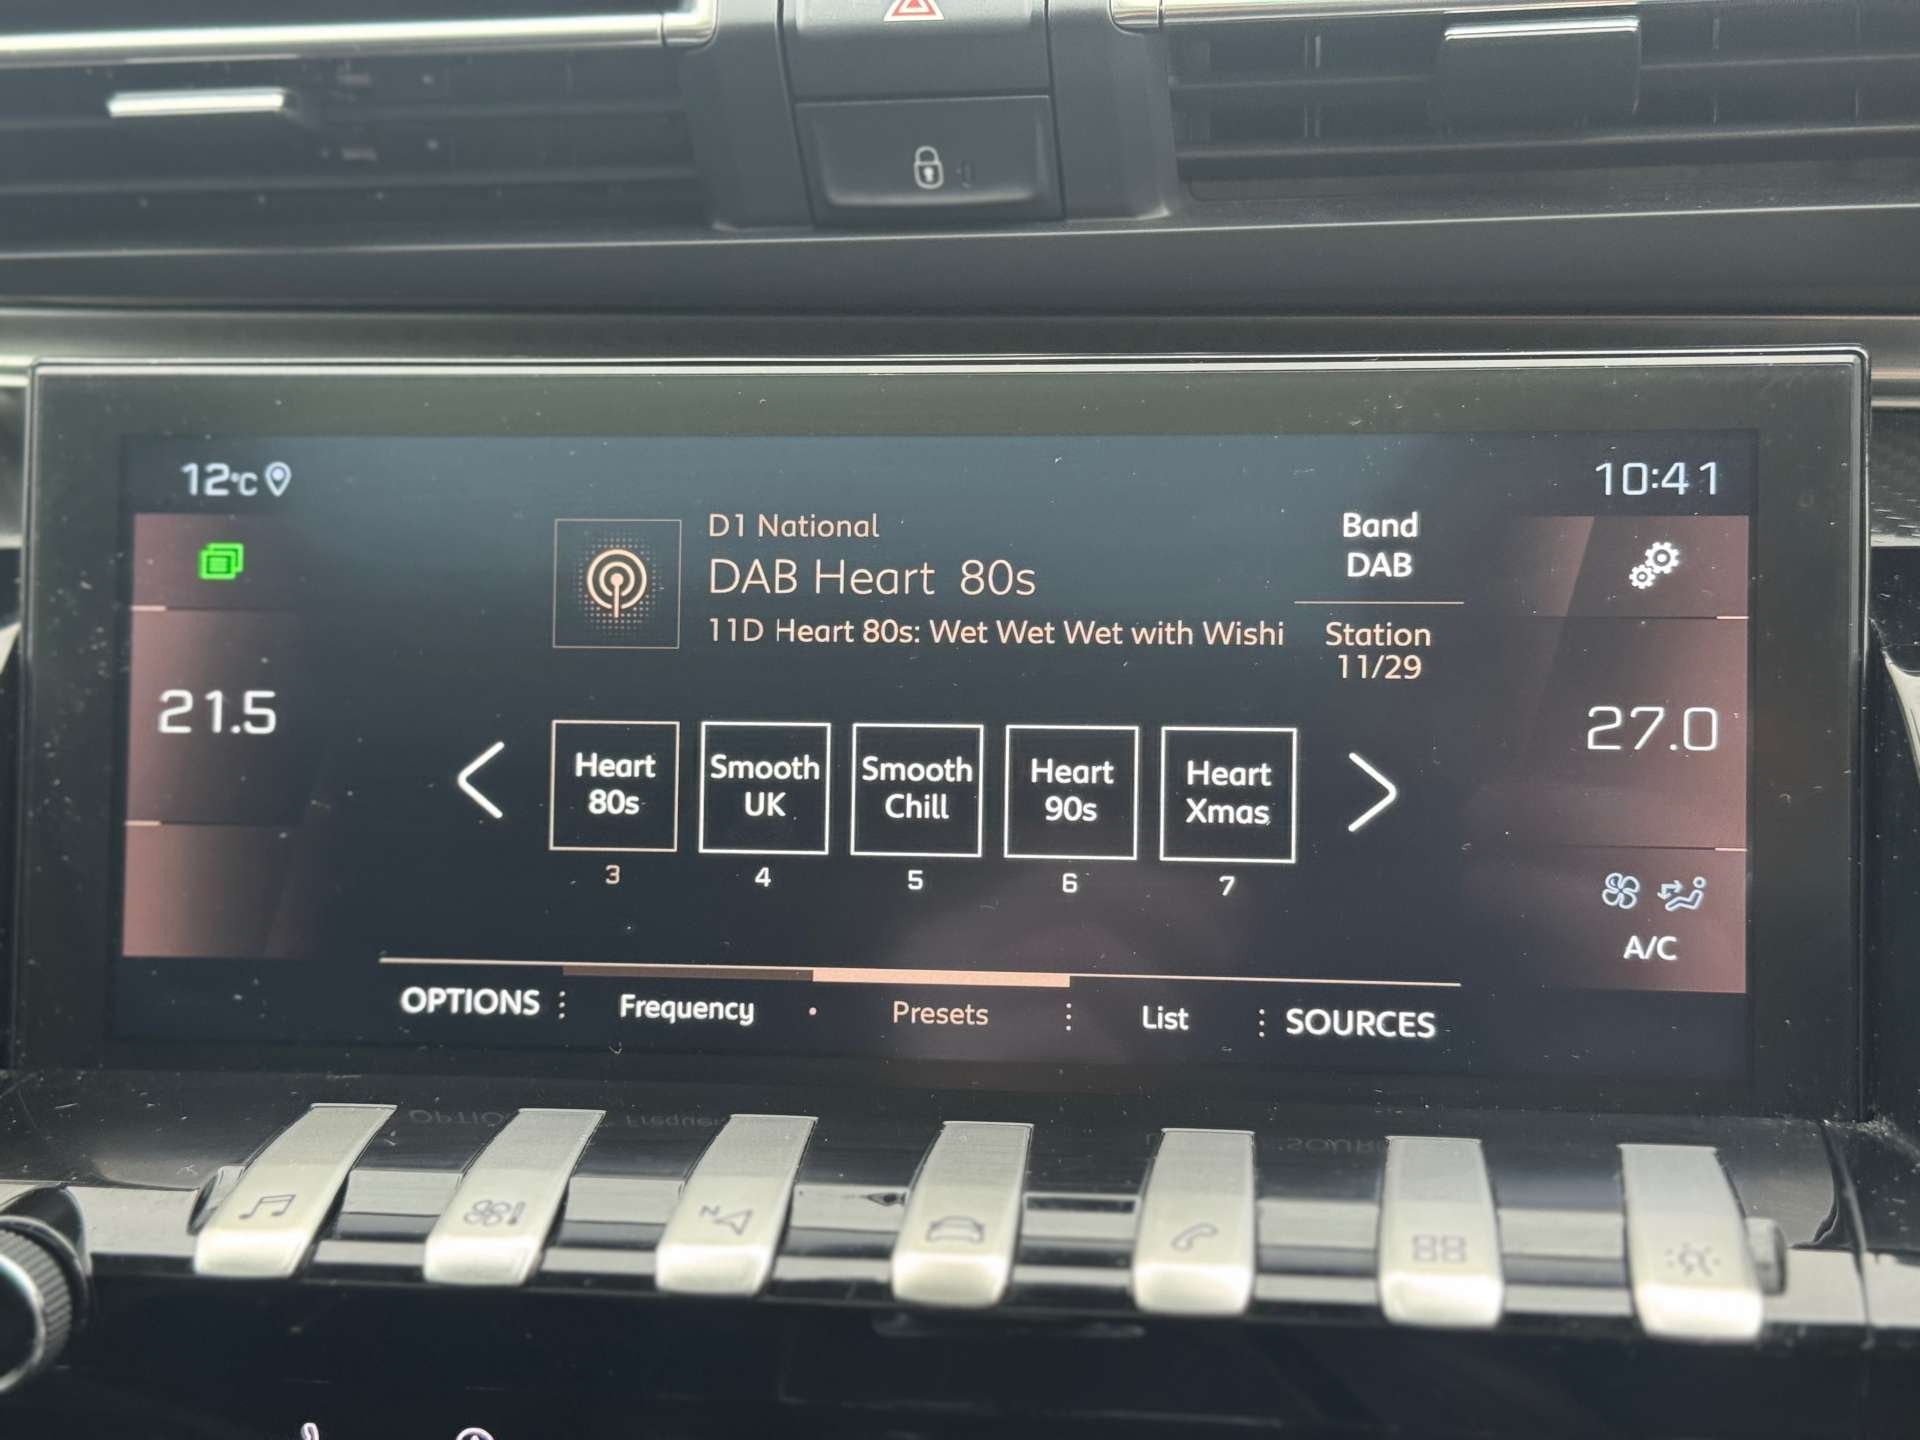 12°C
10:41
D1 National
DAB Heart 80s
11D Heart 80s: Wet Wet Wet with Wishi
Band
DAB
Station
11/29
21.5
27.0
Heart
80s
Smooth
UK
Smooth
Chill
Heart
90s
Heart
Xmas
3
4
5
6
7
A/C
OPTIONS
Frequency
Presets
List
SOURCES
N